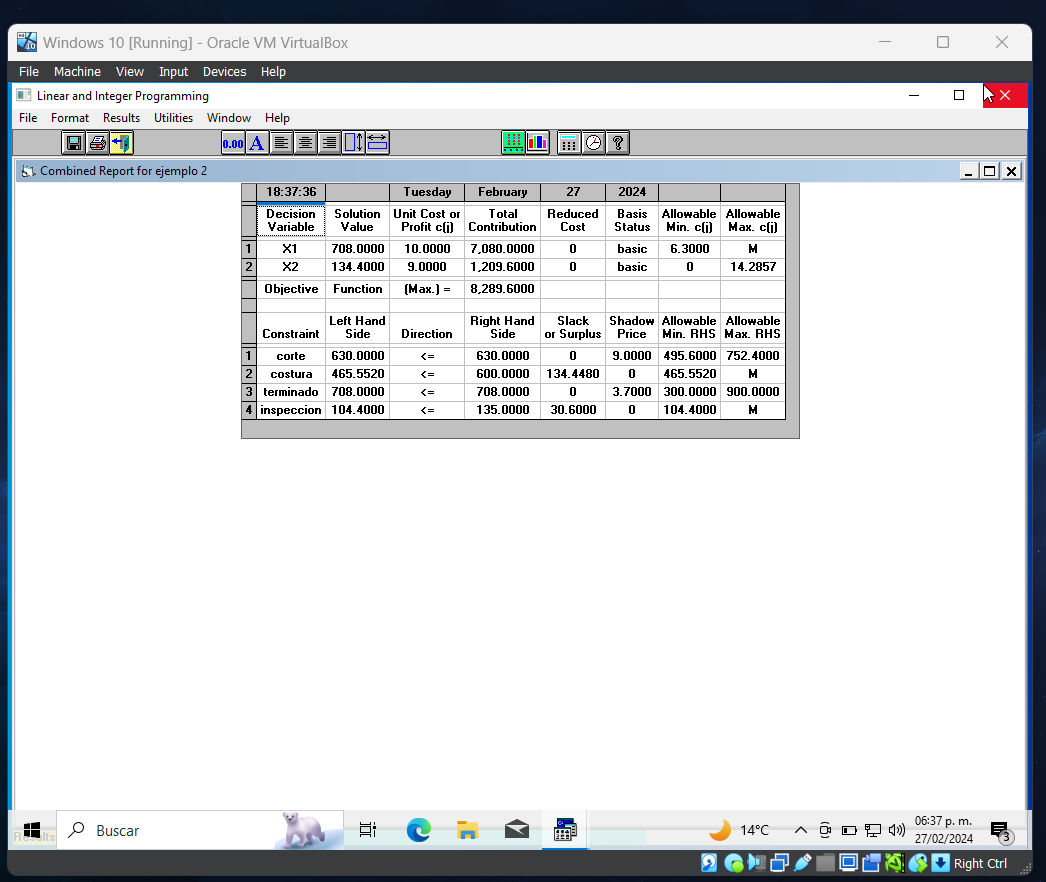 Windows 10 [Running] - Oracle VM VirtualBox
File Machine View Input Devices Help
Linear and Integer Programming
File Format Results Utilities Window Help
0.00 A
Combined Report for ejemplo 2
18:37:36 Tuesday February 27 2024
Decision Solution Unit Cost or Total Reduced Basis Allowable Allowable
Variable Value Profit c(j) Contribution Cost Status Min. c(j) Max. c(j)
1 X1 708.0000 10.0000 7,080.0000 0 basic 6.3000 M
2 X2 134.4000 9.0000 1,209.6000 0 basic 0 14.2857
Objective Function (Max.) = 8,289.6000
Left Hand Right Hand Slack Shadow Allowable Allowable
Constraint Side Direction Side or Surplus Price Min. RHS Max. RHS
1 corte 630.0000 <= 630.0000 0 9.0000 495.6000 752.4000
2 costura 465.5520 <= 600.0000 134.4480 0 465.5520 M
3 terminado 708.0000 <= 708.0000 0 3.7000 300.0000 900.0000
4 inspeccion 104.4000 <= 135.0000 30.6000 0 104.4000 M
Results
Buscar
14°C
06:37 p. m.
27/02/2024
3
Right Ctrl